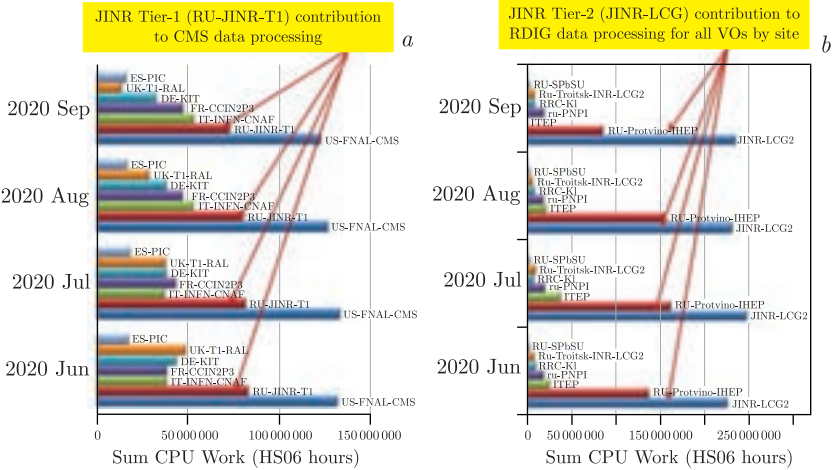 JINR Tier-1 (RU-JINR-T1) contribution
to CMS data processing
a
2020 Sep
ES-PIC
UK-T1-RAL
DE-KIT
FR-CCIN2P3
IT-INFN-CNAF
RU-JINR-T1
US-FNAL-CMS
2020 Aug
ES-PIC
UK-T1-RAL
DE-KIT
FR-CCIN2P3
IT-INFN-CNAF
RU-JINR-T1
US-FNAL-CMS
2020 Jul
ES-PIC
UK-T1-RAL
DE-KIT
FR-CCIN2P3
IT-INFN-CNAF
RU-JINR-T1
US-FNAL-CMS
2020 Jun
ES-PIC
UK-T1-RAL
DE-KIT
FR-CCIN2P3
IT-INFN-CNAF
RU-JINR-T1
US-FNAL-CMS
0 50 000 000 100 000 000 150 000 000
Sum CPU Work (HS06 hours)
JINR Tier-2 (JINR-LCG) contribution to
RDIG data processing for all VOs by site
b
2020 Sep
RU-SPbSU
Ru-Troitsk-INR-LCG2
RRC-KI
ru-PNPI
ITEP
RU-Protvino-IHEP
JINR-LCG2
2020 Aug
RU-SPbSU
Ru-Troitsk-INR-LCG2
RRC-KI
ru-PNPI
ITEP
RU-Protvino-IHEP
JINR-LCG2
2020 Jul
RU-SPbSU
Ru-Troitsk-INR-LCG2
RRC-KI
ru-PNPI
ITEP
RU-Protvino-IHEP
JINR-LCG2
2020 Jun
RU-SPbSU
Ru-Troitsk-INR-LCG2
RRC-KI
ru-PNPI
ITEP
RU-Protvino-IHEP
JINR-LCG2
0 50 000 000 150 000 000 250 000 000
Sum CPU Work (HS06 hours)